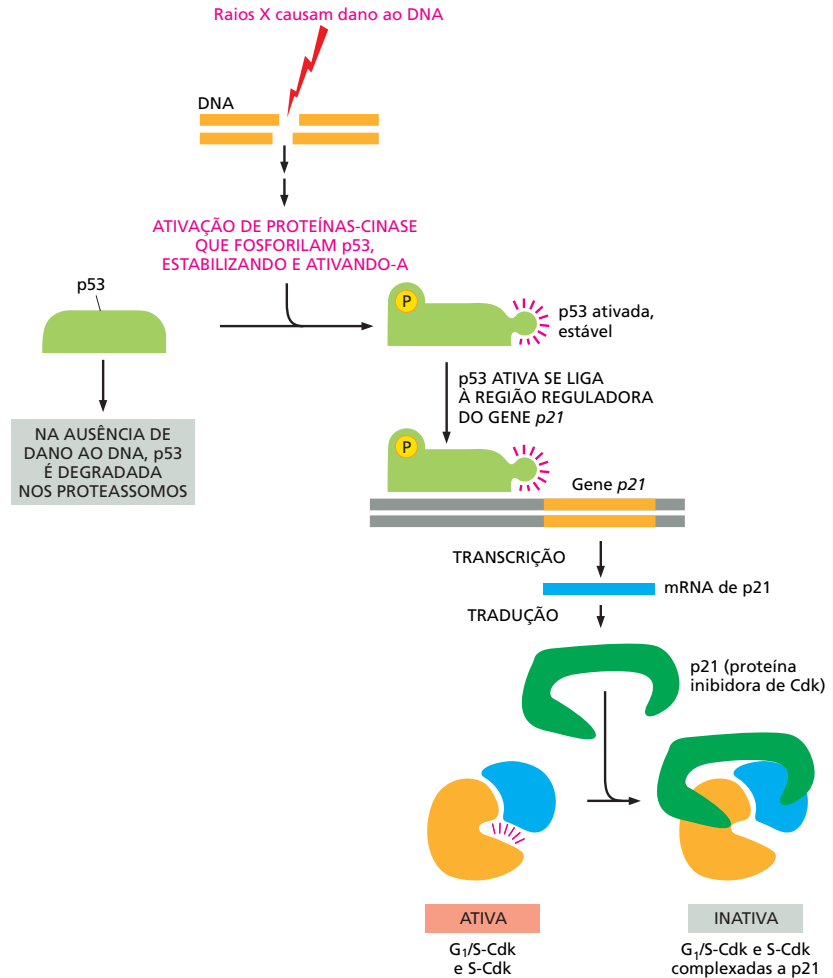 Raios X causam dano ao DNA
DNA
ATIVAÇÃO DE PROTEÍNAS-CINASE
QUE FOSFORILAM p53,
ESTABILIZANDO E ATIVANDO-A
p53
P
p53 ativada,
estável
NA AUSÊNCIA DE
DANO AO DNA, p53
É DEGRADADA
NOS PROTEASSOMOS
p53 ATIVA SE LIGA
À REGIÃO REGULADORA
DO GENE p21
P
Gene p21
TRANSCRIÇÃO
mRNA de p21
TRADUÇÃO
p21 (proteína
inibidora de Cdk)
ATIVA
G₁/S-Cdk
e S-Cdk
INATIVA
G₁/S-Cdk e S-Cdk
complexadas a p21